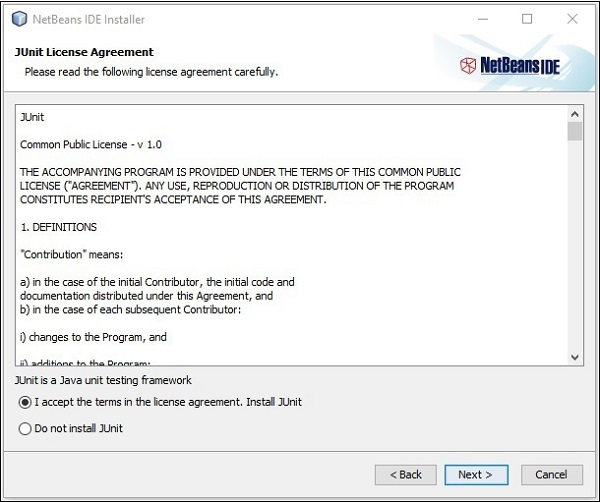 NetBeans IDE Installer
JUnit License Agreement
Please read the following license agreement carefully.
NetBeans IDE
JUnit
Common Public License - v 1.0
THE ACCOMPANYING PROGRAM IS PROVIDED UNDER THE TERMS OF THIS COMMON PUBLIC
LICENSE ("AGREEMENT"). ANY USE, REPRODUCTION OR DISTRIBUTION OF THE PROGRAM
CONSTITUTES RECIPIENT'S ACCEPTANCE OF THIS AGREEMENT.
1. DEFINITIONS
"Contribution" means:
a) in the case of the initial Contributor, the initial code and
documentation distributed under this Agreement, and
b) in the case of each subsequent Contributor:
i) changes to the Program, and
ii) additions to the Program;
JUnit is a Java unit testing framework
I accept the terms in the license agreement. Install JUnit
Do not install JUnit
< Back
Next >
Cancel